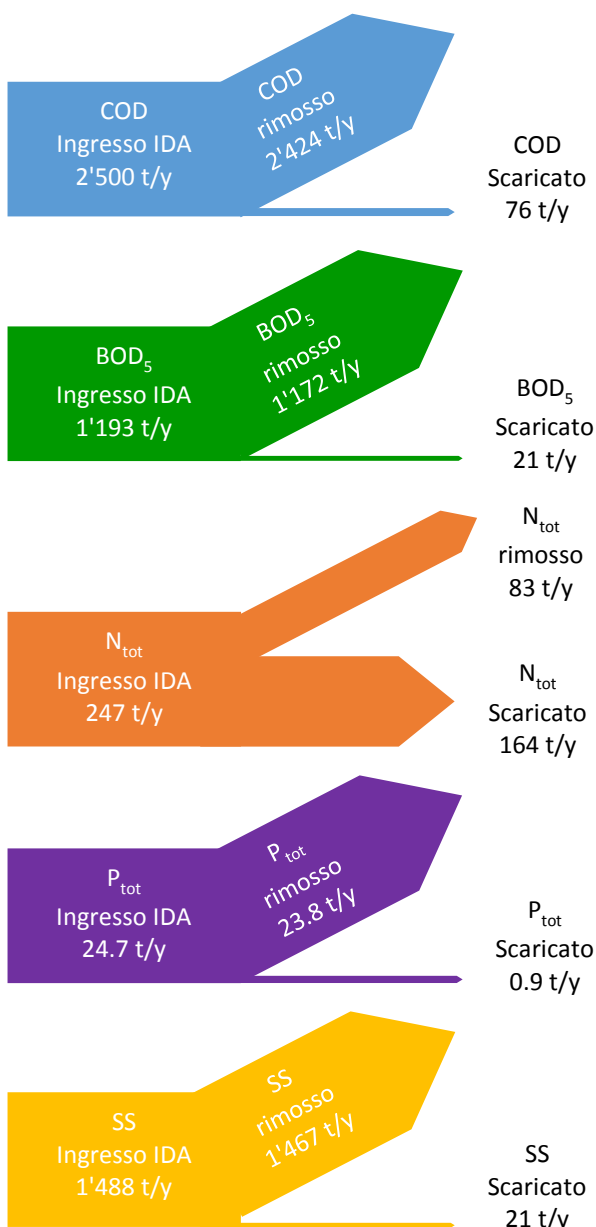 COD
Ingresso IDA
2'500 t/y
COD
rimosso
2'424 t/y
COD
Scaricato
76 t/y
BOD5
Ingresso IDA
1'193 t/y
BOD5
rimosso
1'172 t/y
BOD5
Scaricato
21 t/y
Ntot
Ingresso IDA
247 t/y
Ntot
rimosso
83 t/y
Ntot
Scaricato
164 t/y
Ptot
Ingresso IDA
24.7 t/y
Ptot
rimosso
23.8 t/y
Ptot
Scaricato
0.9 t/y
SS
Ingresso IDA
1'488 t/y
SS
rimosso
1'467 t/y
SS
Scaricato
21 t/y